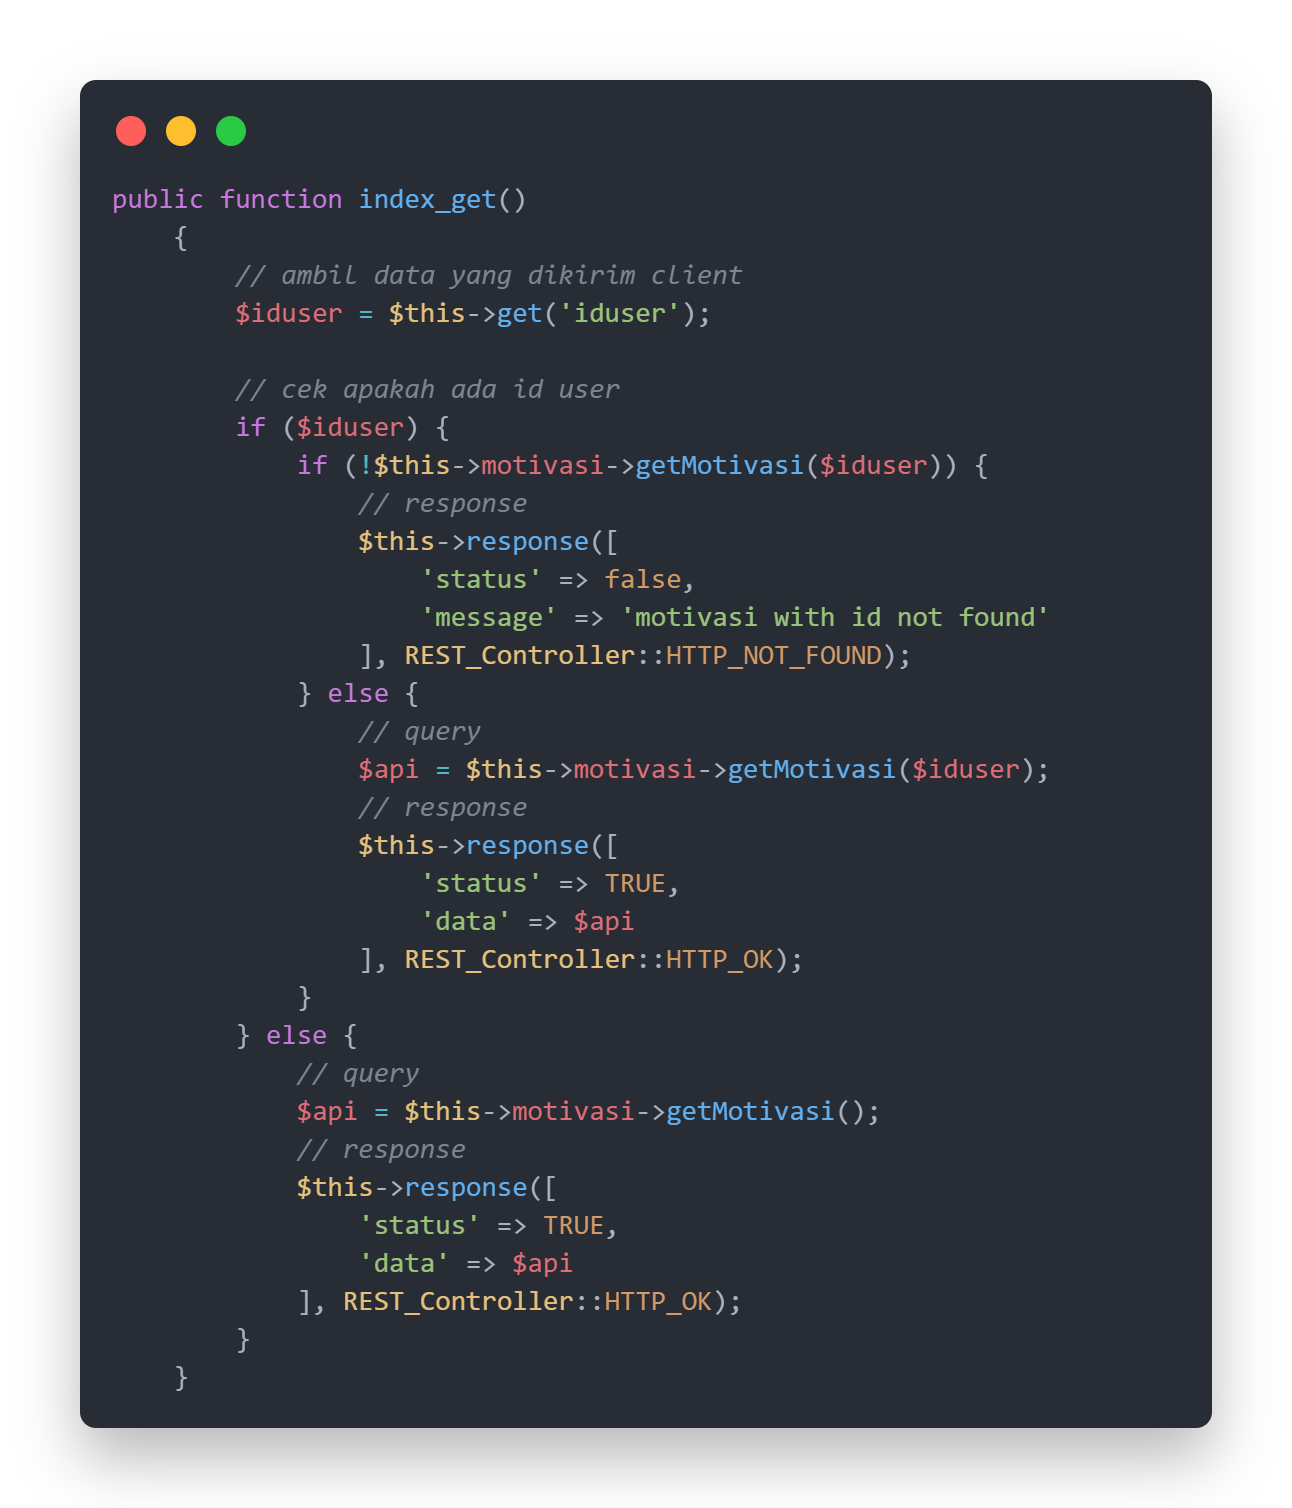 public function index_get()
    {
        // ambil data yang dikirim client
        $iduser = $this->get('iduser');

        // cek apakah ada id user
        if ($iduser) {
            if (!$this->motivasi->getMotivasi($iduser)) {
                // response
                $this->response([
                    'status' => false,
                    'message' => 'motivasi with id not found'
                ], REST_Controller::HTTP_NOT_FOUND);
            } else {
                // query
                $api = $this->motivasi->getMotivasi($iduser);
                // response
                $this->response([
                    'status' => TRUE,
                    'data' => $api
                ], REST_Controller::HTTP_OK);
            }
        } else {
            // query
            $api = $this->motivasi->getMotivasi();
            // response
            $this->response([
                'status' => TRUE,
                'data' => $api
            ], REST_Controller::HTTP_OK);
        }
    }